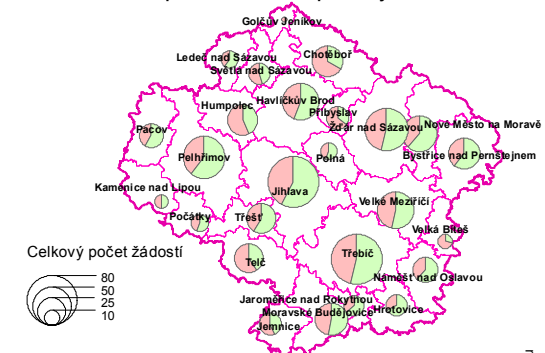 Golčův Jeníkov
Ledeč nad Sázavou
Chotěboř
Světlá nad Sázavou
Havlíčkův Brod
Humpolec
Přibyslav
Pacov
Žďár nad Sázavou
Nové Město na Moravě
Pelhřimov
Polná
Bystřice nad Pernštejnem
Kamenice nad Lipou
Jihlava
Velké Meziříčí
Počátky
Třešť
Velká Bíteš
Celkový počet žádostí
Třebíč
Telč
Náměšť nad Oslavou
80
50
25
10
Jaroměřice nad Rokytnou
Moravské Budějovice
Hrotovice
Jemnice